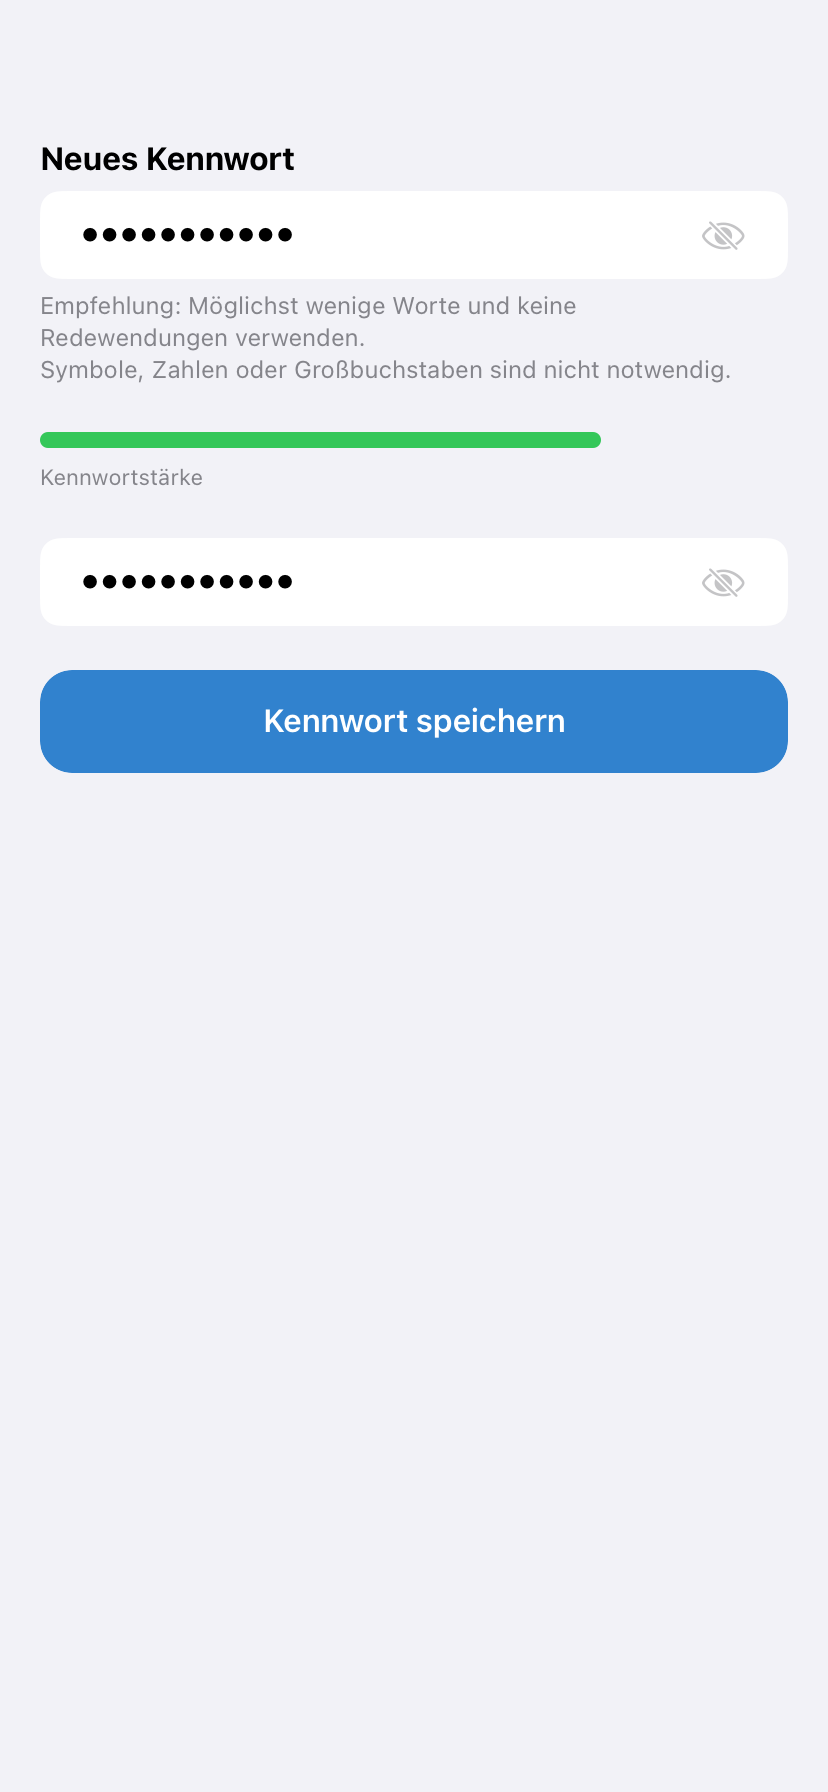 Neues Kennwort
•••••••••••
Empfehlung: Möglichst wenige Worte und keine
Redewendungen verwenden.
Symbole, Zahlen oder Großbuchstaben sind nicht notwendig.
Kennwortstärke
•••••••••••
Kennwort speichern